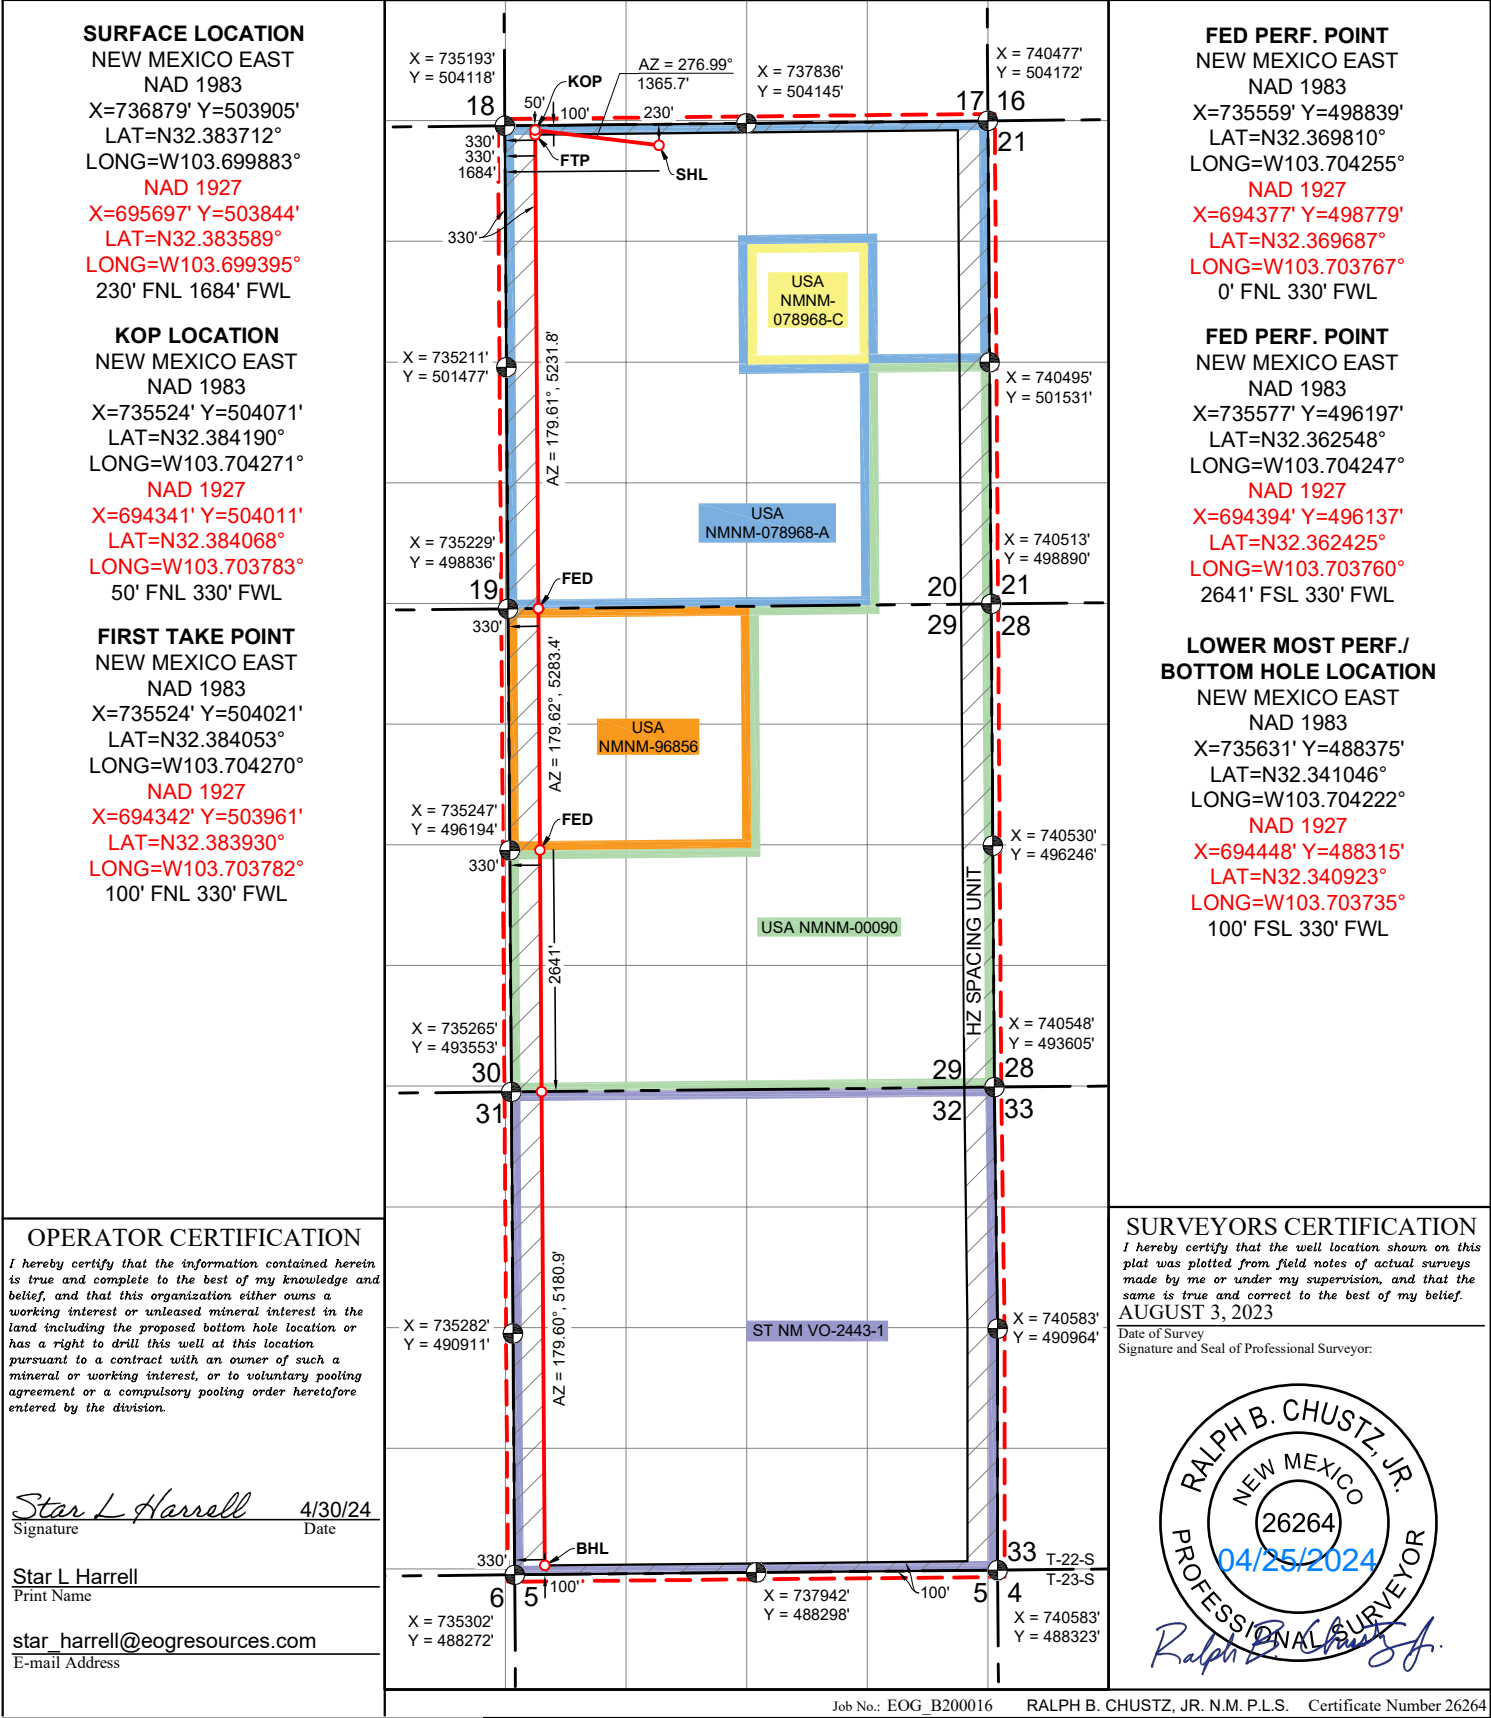 SURFACE LOCATION
NEW MEXICO EAST
NAD 1983
X=736879' Y=503905'
LAT=N32.383712°
LONG=W103.699883°
NAD 1927
X=695697' Y=503844'
LAT=N32.383589°
LONG=W103.699395°
230' FNL 1684' FWL
KOP LOCATION
NEW MEXICO EAST
NAD 1983
X=735524' Y=504071'
LAT=N32.384190°
LONG=W103.704271°
NAD 1927
X=694341' Y=504011'
LAT=N32.384068°
LONG=W103.703783°
50' FNL 330' FWL
FIRST TAKE POINT
NEW MEXICO EAST
NAD 1983
X=735524' Y=504021'
LAT=N32.384053°
LONG=W103.704270°
NAD 1927
X=694342' Y=503961'
LAT=N32.383930°
LONG=W103.703782°
100' FNL 330' FWL
OPERATOR CERTIFICATION
I hereby certify that the information contained herein
is true and complete to the best of my knowledge and
belief, and that this organization either owns a
working interest or unleased mineral interest in the
land including the proposed bottom hole location or
has a right to drill this well at this location
pursuant to a contract with an owner of such a
mineral or working interest, or to voluntary pooling
agreement or a compulsory pooling order heretofore
entered by the division.
Star L Harrell 4/30/24
Signature Date
Star L Harrell
Print Name
star_harrell@eogresources.com
E-mail Address
X = 735193'
Y = 504118'
AZ = 276.99°
1365.7'
X = 737836'
Y = 504145'
X = 740477'
Y = 504172'
KOP
18
50'
100'
230'
17 16
21
330'
330'
1684'
FTP
SHL
330'
USA
NMNM-
078968-C
X = 735211'
Y = 501477'
AZ = 179.61°, 5231.8'
X = 740495'
Y = 501531'
USA
NMNM-078968-A
X = 735229'
Y = 498836'
X = 740513'
Y = 498890'
19
FED
20 21
330'
29 28
AZ = 179.62°, 5283.4'
USA
NMNM-96856
X = 735247'
Y = 496194'
FED
X = 740530'
Y = 496246'
330'
USA NMNM-00090
2641'
HZ SPACING UNIT
X = 735265'
Y = 493553'
X = 740548'
Y = 493605'
30
29 28
31
32 33
AZ = 179.60°, 5180.9'
X = 735282'
Y = 490911'
ST NM VO-2443-1
X = 740583'
Y = 490964'
330'
BHL
33 T-22-S
T-23-S
100'
100'
6 5
5 4
X = 735302'
Y = 488272'
X = 737942'
Y = 488298'
X = 740583'
Y = 488323'
FED PERF. POINT
NEW MEXICO EAST
NAD 1983
X=735559' Y=498839'
LAT=N32.369810°
LONG=W103.704255°
NAD 1927
X=694377' Y=498779'
LAT=N32.369687°
LONG=W103.703767°
0' FNL 330' FWL
FED PERF. POINT
NEW MEXICO EAST
NAD 1983
X=735577' Y=496197'
LAT=N32.362548°
LONG=W103.704247°
NAD 1927
X=694394' Y=496137'
LAT=N32.362425°
LONG=W103.703760°
2641' FSL 330' FWL
LOWER MOST PERF./
BOTTOM HOLE LOCATION
NEW MEXICO EAST
NAD 1983
X=735631' Y=488375'
LAT=N32.341046°
LONG=W103.704222°
NAD 1927
X=694448' Y=488315'
LAT=N32.340923°
LONG=W103.703735°
100' FSL 330' FWL
SURVEYORS CERTIFICATION
I hereby certify that the well location shown on this
plat was plotted from field notes of actual surveys
made by me or under my supervision, and that the
same is true and correct to the best of my belief.
AUGUST 3, 2023
Date of Survey
Signature and Seal of Professional Surveyor:
RALPH B. CHUSTZ, JR.
NEW MEXICO
26264
04/25/2024
PROFESSIONAL SURVEYOR
Ralph B. Chustz Jr.
Job No.: EOG_B200016 RALPH B. CHUSTZ, JR. N.M. P.L.S. Certificate Number 26264